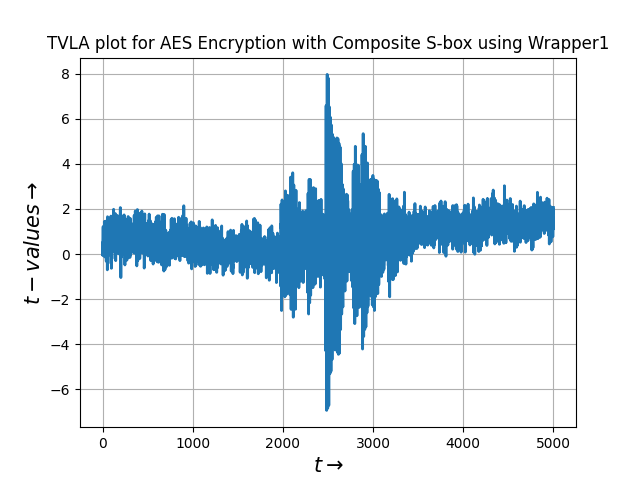 TVLA plot for AES Encryption with Composite S-box using Wrapper1
8
6
4
2
0
−2
−4
−6
t − values →
0 1000 2000 3000 4000 5000
t →